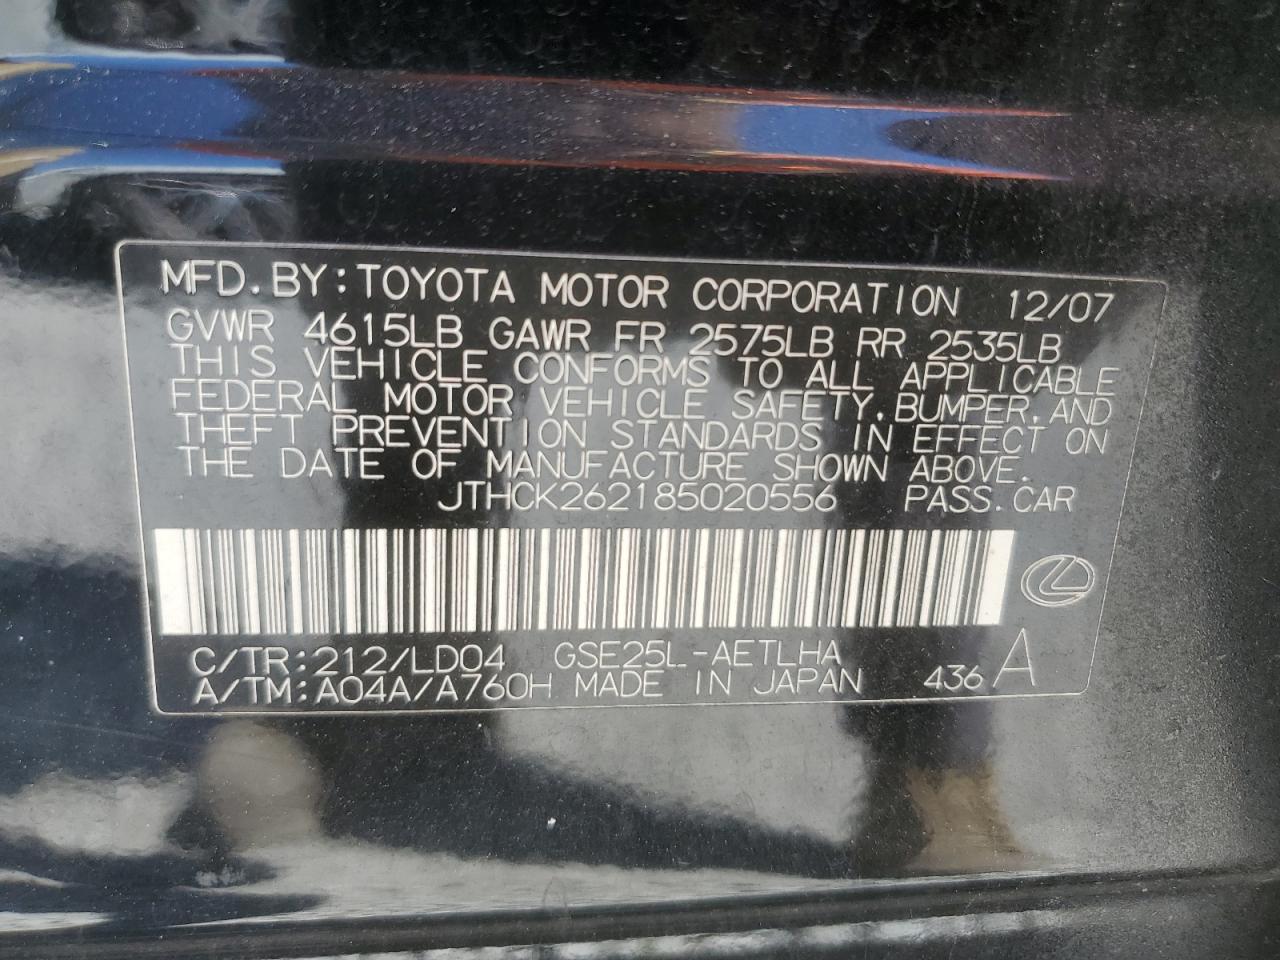 MFD. BY: TOYOTA MOTOR CORPORATION 12/07
GVWR 4615LB GAWR FR 2575LB RR 2535LB
THIS VEHICLE CONFORMS TO ALL APPLICABLE
FEDERAL MOTOR VEHICLE SAFETY, BUMPER, AND
THEFT PREVENTION STANDARDS IN EFFECT ON
THE DATE OF MANUFACTURE SHOWN ABOVE.
JTHCK262185020556 PASS. CAR
C/TR: 212/LD04 GSE25L-AETLHA
A/TM: A04A/A760H MADE IN JAPAN 436 A